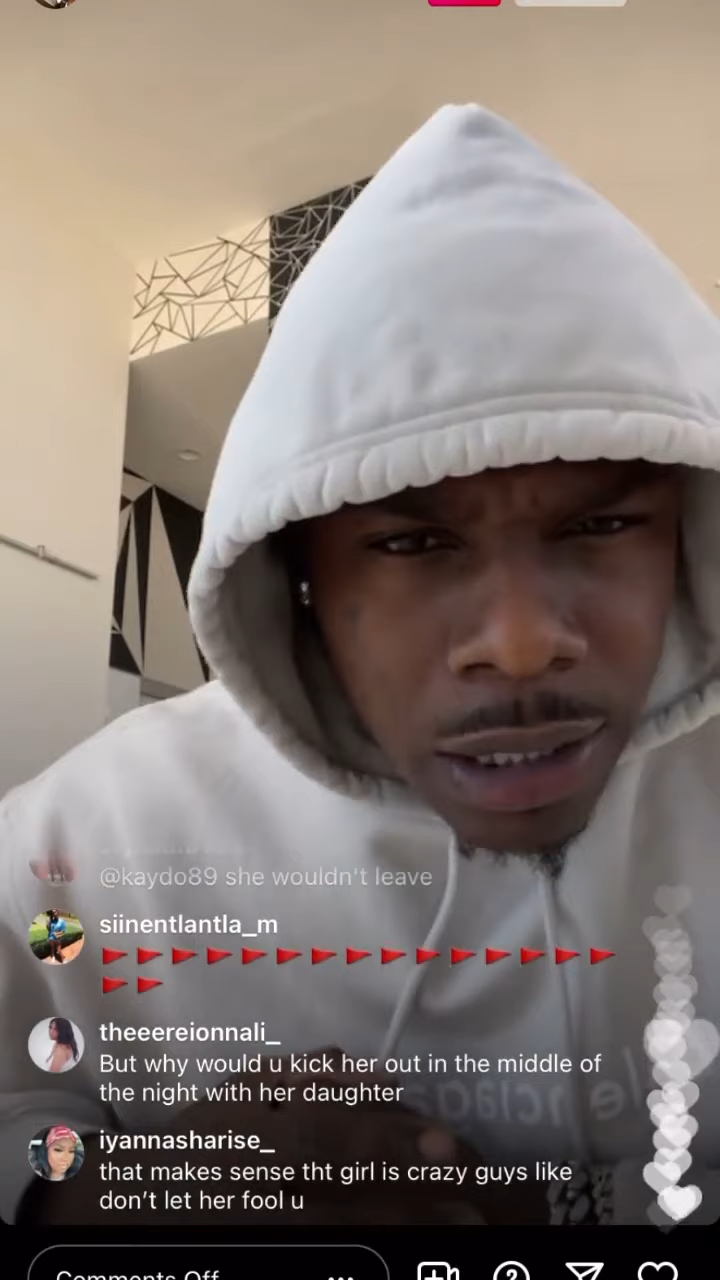 @kaydo89 she wouldn't leave
siinentlantla_m
🚩🚩🚩🚩🚩🚩🚩🚩🚩🚩🚩🚩🚩🚩🚩
🚩🚩
theeereionnali_
But why would u kick her out in the middle of
the night with her daughter
iyannasharise_
that makes sense tht girl is crazy guys like
don’t let her fool u
Comments Off